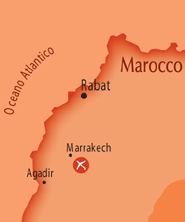 Oceano Atlantico
Marocco
Rabat
Marrakech
Agadir